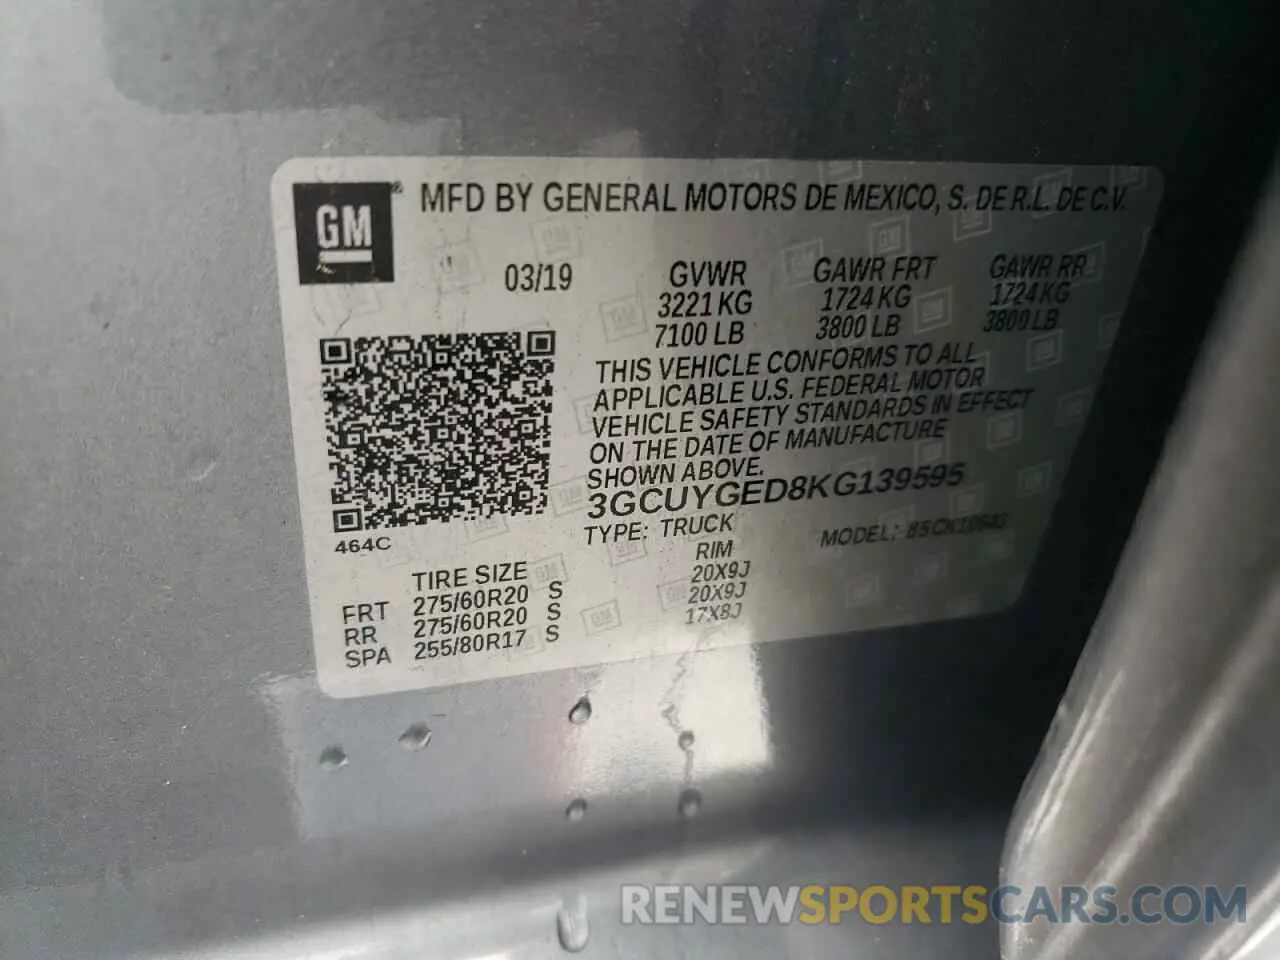 GM ® MFD BY GENERAL MOTORS DE MEXICO, S. DE R.L. DE C.V.
03/19 GVWR GAWR FRT GAWR RR
3221 KG 1724 KG 1724 KG
7100 LB 3800 LB 3800 LB
THIS VEHICLE CONFORMS TO ALL
APPLICABLE U.S. FEDERAL MOTOR
VEHICLE SAFETY STANDARDS IN EFFECT
ON THE DATE OF MANUFACTURE
SHOWN ABOVE.
3GCUYGED8KG139595
TYPE: TRUCK MODEL:
464C
TIRE SIZE RIM
FRT 275/60R20 S 20X9J
RR 275/60R20 S 20X9J
SPA 255/80R17 S 17X8J
RENEWSPORTSCARS.COM